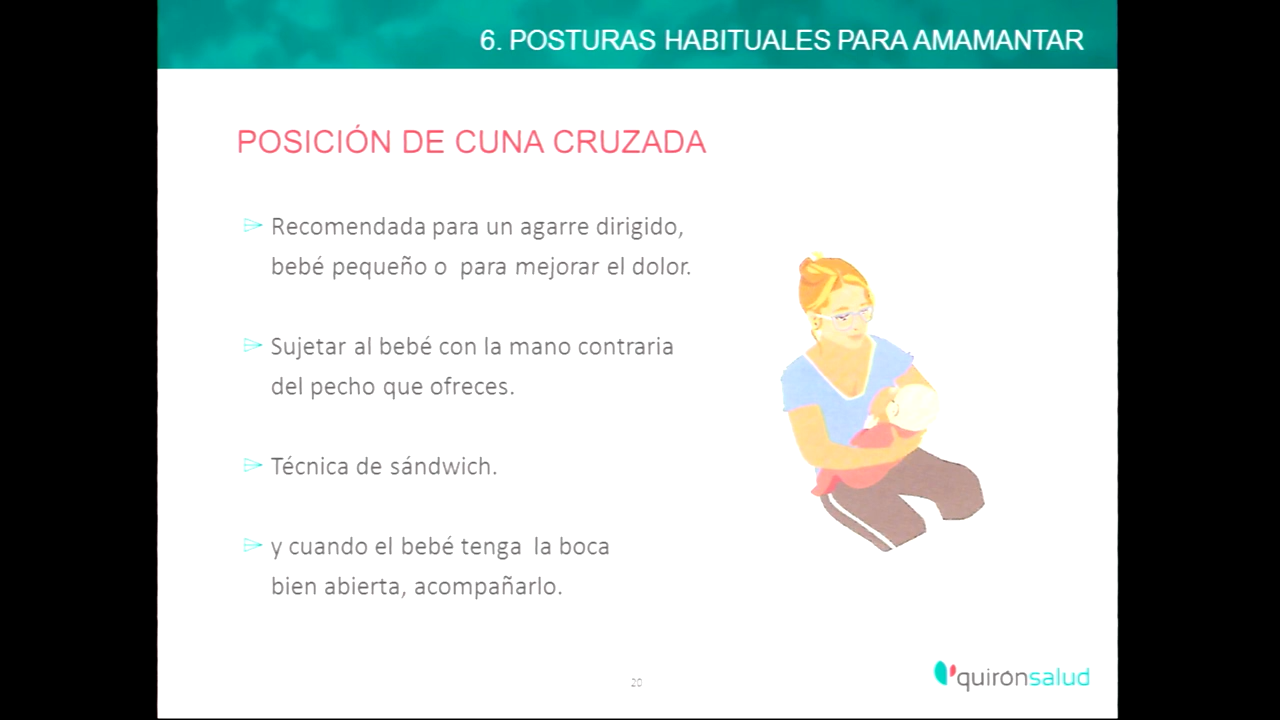 6. POSTURAS HABITUALES PARA AMAMANTAR
POSICIÓN DE CUNA CRUZADA
Recomendada para un agarre dirigido,
bebé pequeño o para mejorar el dolor.
Sujetar al bebé con la mano contraria
del pecho que ofreces.
Técnica de sándwich.
y cuando el bebé tenga la boca
bien abierta, acompañarlo.
20
quirónsalud